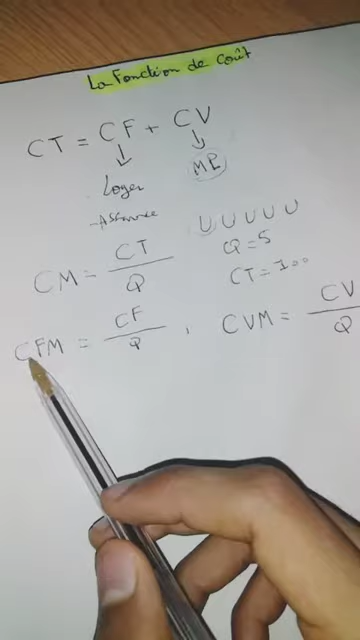 La Fonction de coût
CT = CF + CV
MP
Loyer
- Assurance
U U U U U
CM = CT / Q
Q = 5
CT = 100
CFM = CF / Q , CVM = CV / Q